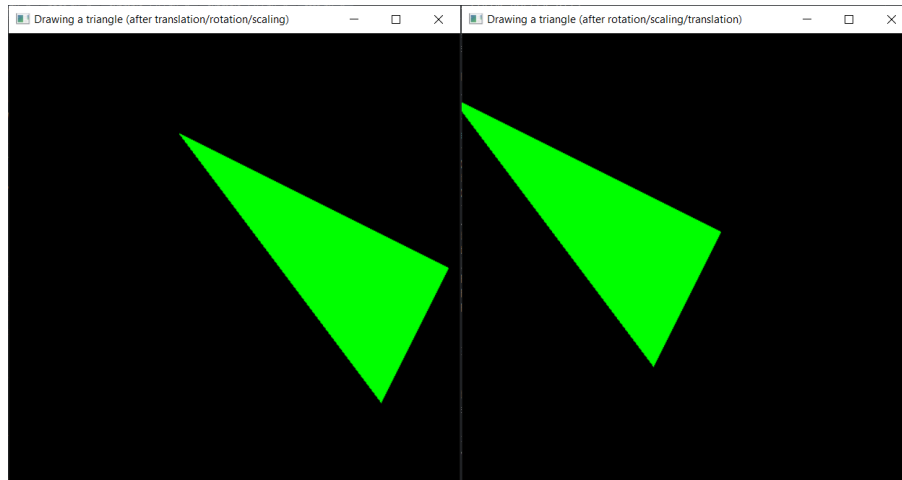 Drawing a triangle (after translation/rotation/scaling)
Drawing a triangle (after rotation/scaling/translation)